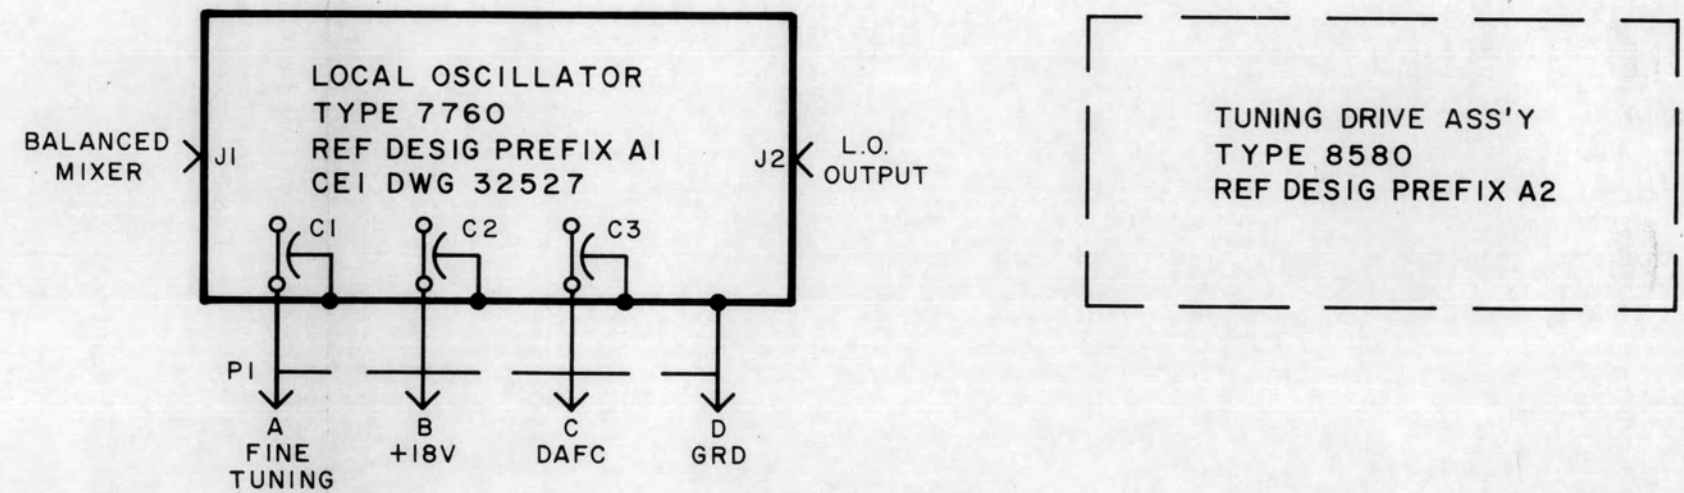 LOCAL OSCILLATOR
TYPE 7760
REF DESIG PREFIX A1
CEI DWG 32527
BALANCED
MIXER
J1
J2
L.O.
OUTPUT
C1
C2
C3
P1
A
FINE
TUNING
B
+18V
C
DAFC
D
GRD
TUNING DRIVE ASS'Y
TYPE 8580
REF DESIG PREFIX A2